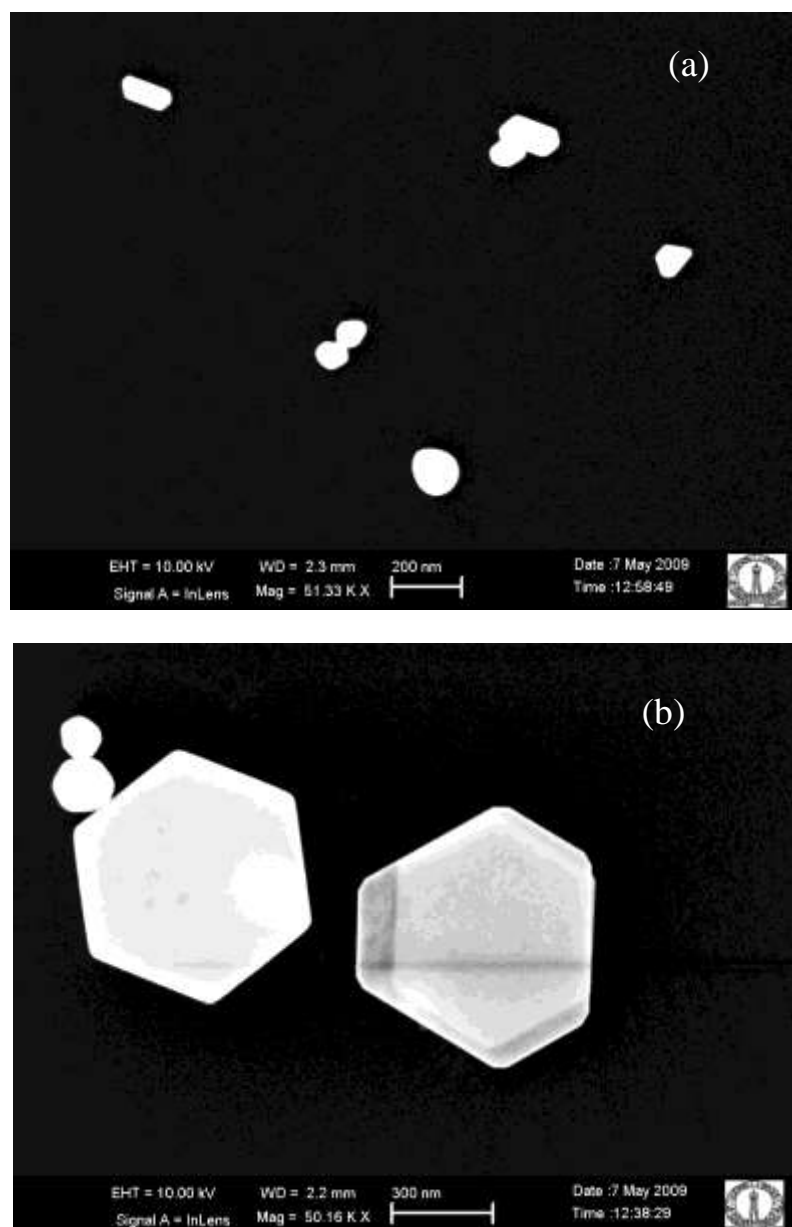 (a)
EHT = 10.00 kV WD = 2.3 mm 200 nm Date :7 May 2009
Signal A = InLens Mag = 51.33 K X Time :12:58:49
(b)
EHT = 10.00 kV WD = 2.2 mm 300 nm Date :7 May 2009
Signal A = InLens Mag = 50.16 K X Time :12:38:29